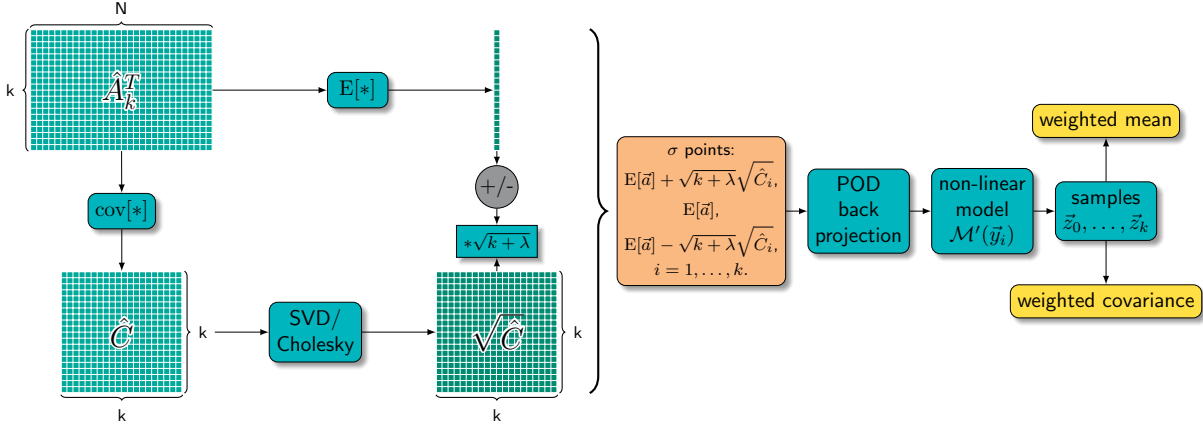 N
k
Â_k^T
E[∗]
cov[∗]
+/-
∗√(k + λ)
Ĉ
k
k
SVD/
Cholesky
√Ĉ
k
k
σ points:
E[a⃗] + √(k + λ)√(Ĉ_i),
E[a⃗],
E[a⃗] − √(k + λ)√(Ĉ_i),
i = 1, . . . , k.
POD
back
projection
non-linear
model
ℳ′(y⃗_i)
samples
z⃗_0, . . . , z⃗_k
weighted mean
weighted covariance